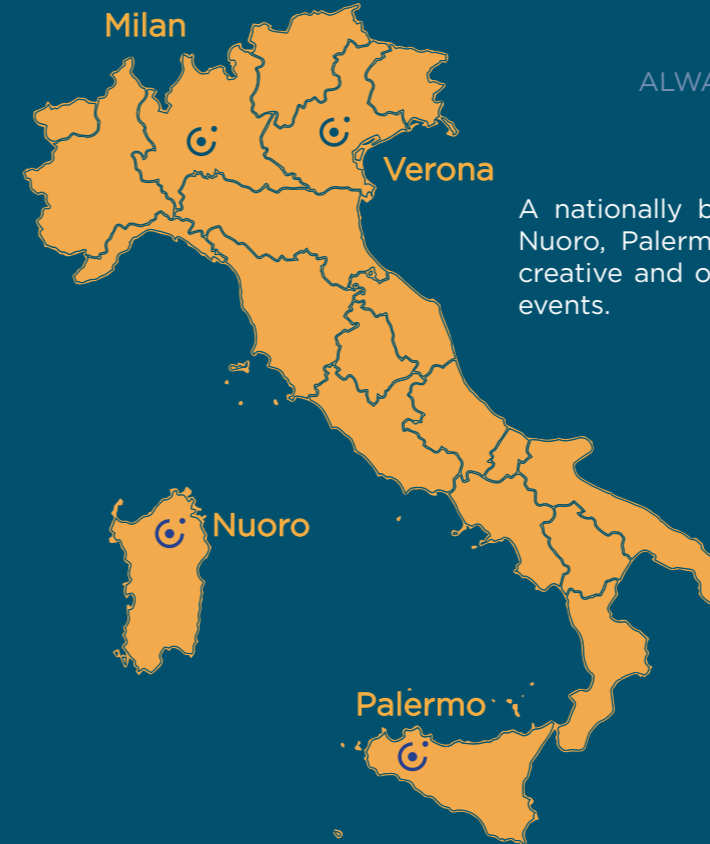 Milan
ALWA
Verona
A nationally b
Nuoro, Palerm
creative and o
events.
Nuoro
Palermo